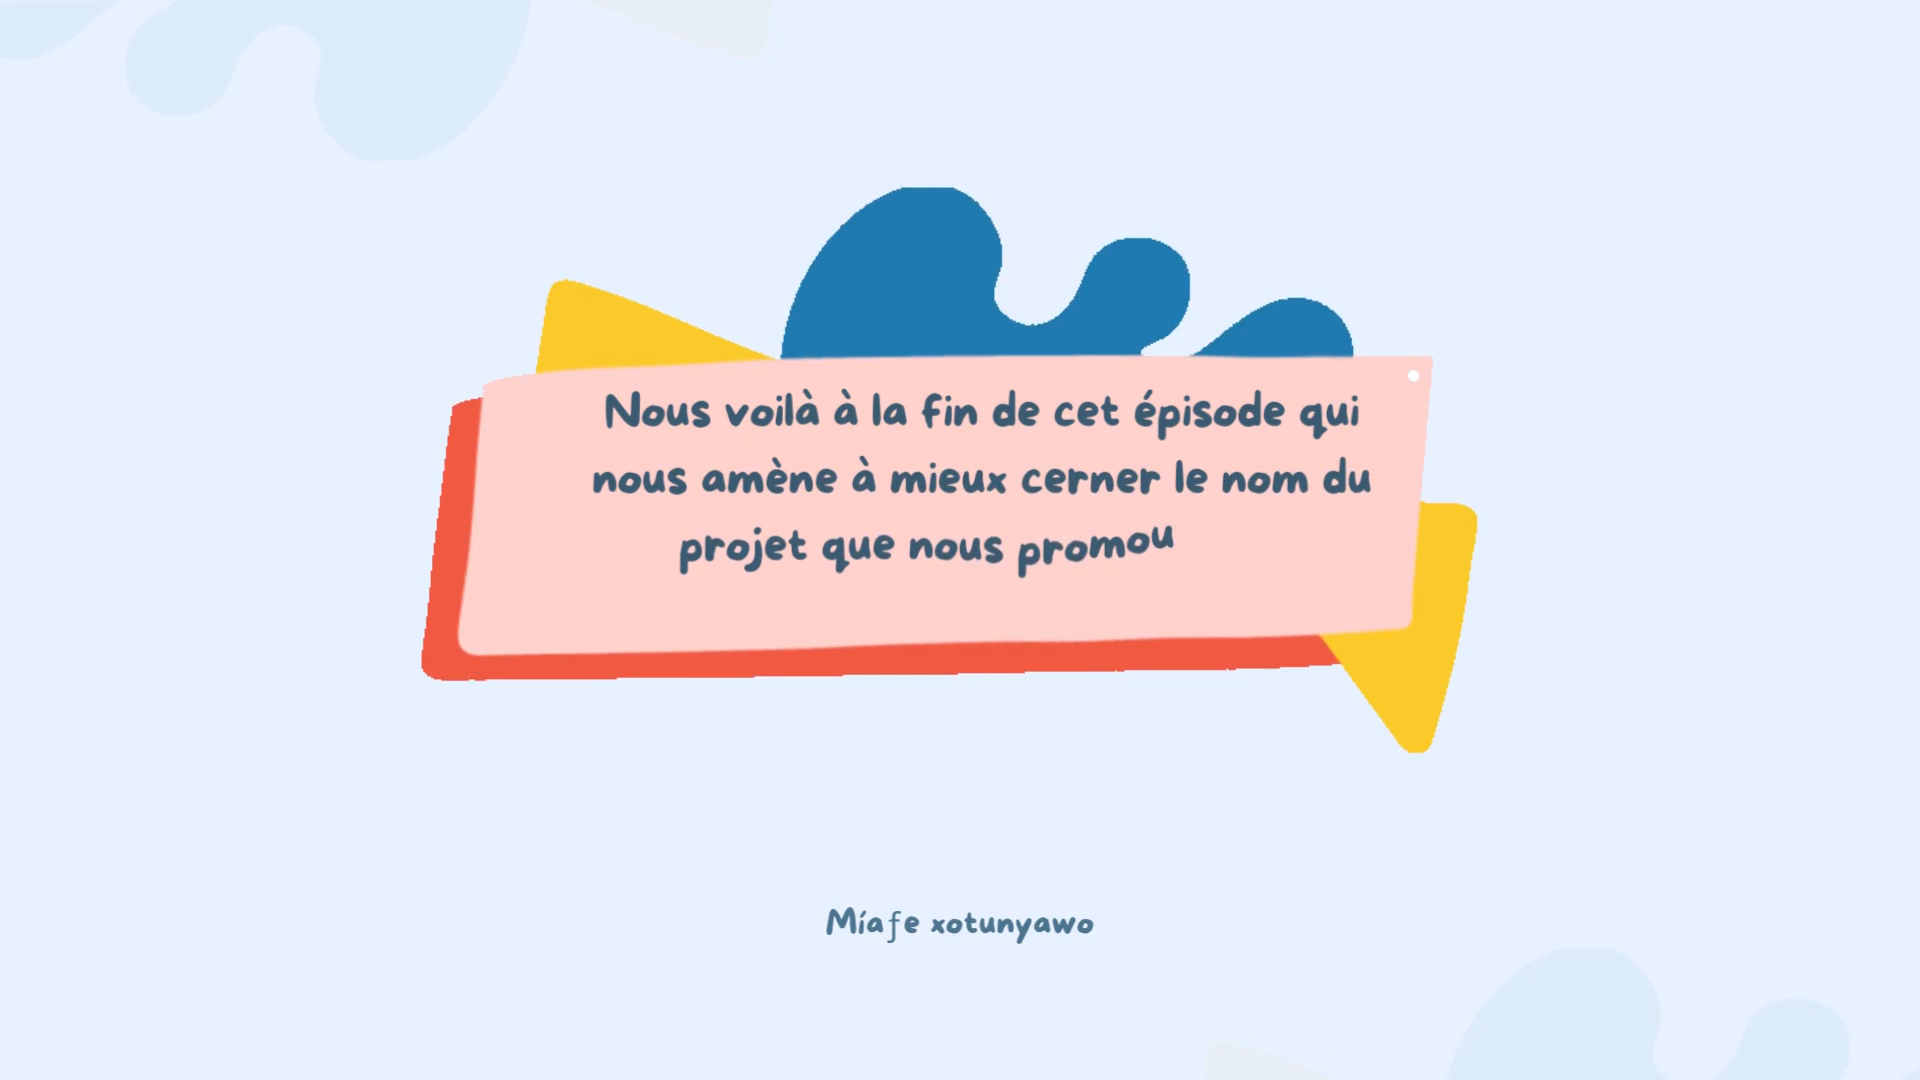 Nous voilà à la fin de cet épisode qui
nous amène à mieux cerner le nom du
projet que nous promou
Míaƒe xotunyawo